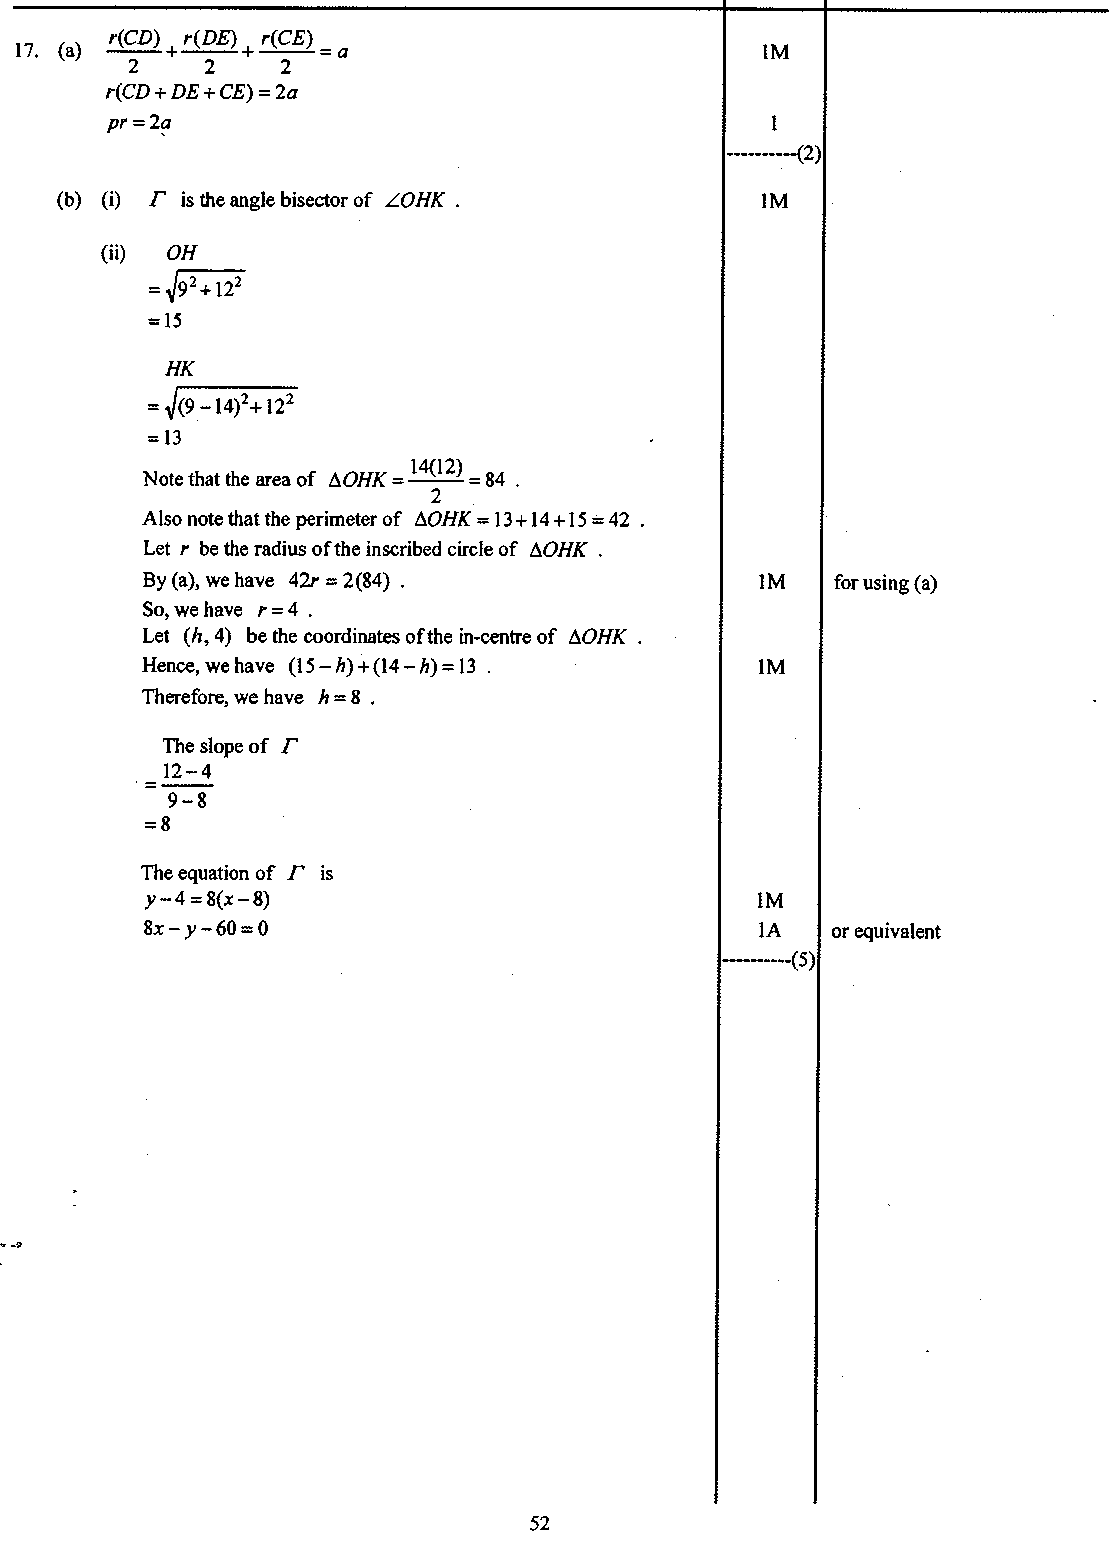 17. (a) r(CD)/2 + r(DE)/2 + r(CE)/2 = a 1M
r(CD + DE + CE) = 2a
pr = 2a 1
----------(2)
(b) (i) Γ is the angle bisector of ∠OHK . 1M
(ii) OH
= √(9² + 12²)
= 15
HK
= √((9 − 14)² + 12²)
= 13
Note that the area of ΔOHK = 14(12)/2 = 84 .
Also note that the perimeter of ΔOHK = 13 + 14 + 15 = 42 .
Let r be the radius of the inscribed circle of ΔOHK .
By (a), we have 42r = 2(84) . 1M for using (a)
So, we have r = 4 .
Let (h, 4) be the coordinates of the in-centre of ΔOHK .
Hence, we have (15 − h) + (14 − h) = 13 . 1M
Therefore, we have h = 8 .
The slope of Γ
= (12 − 4)/(9 − 8)
= 8
The equation of Γ is
y − 4 = 8(x − 8) 1M
8x − y − 60 = 0 1A or equivalent
----------(5)
52